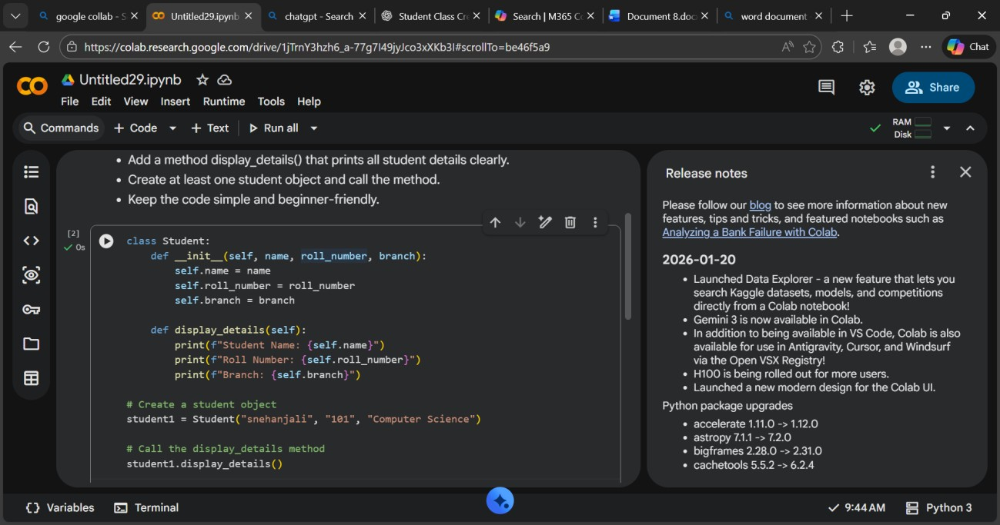 google collab - S
Untitled29.ipynb
chatgpt - Search
Student Class Cre
Search | M365 Co
Document 8.doc
word document
https://colab.research.google.com/drive/1jTrnY3hzh6_a-77g7l49jyJco3xXKb3I#scrollTo=be46f5a9
Chat
Untitled29.ipynb
File Edit View Insert Runtime Tools Help
Share
Commands + Code + Text Run all
RAM
Disk
• Add a method display_details() that prints all student details clearly.
• Create at least one student object and call the method.
• Keep the code simple and beginner-friendly.
[2]
0s
class Student:
    def __init__(self, name, roll_number, branch):
        self.name = name
        self.roll_number = roll_number
        self.branch = branch
    def display_details(self):
        print(f"Student Name: {self.name}")
        print(f"Roll Number: {self.roll_number}")
        print(f"Branch: {self.branch}")
# Create a student object
student1 = Student("snehanjali", "101", "Computer Science")
# Call the display_details method
student1.display_details()
Release notes
Please follow our blog to see more information about new
features, tips and tricks, and featured notebooks such as
Analyzing a Bank Failure with Colab.
2026-01-20
• Launched Data Explorer - a new feature that lets you
search Kaggle datasets, models, and competitions
directly from a Colab notebook!
• Gemini 3 is now available in Colab.
• In addition to being available in VS Code, Colab is also
available for use in Antigravity, Cursor, and Windsurf
via the Open VSX Registry!
• H100 is being rolled out for more users.
• Launched a new modern design for the Colab UI.
Python package upgrades
• accelerate 1.11.0 -> 1.12.0
• astropy 7.1.1 -> 7.2.0
• bigframes 2.28.0 -> 2.31.0
• cachetools 5.5.2 -> 6.2.4
{} Variables
Terminal
9:44 AM
Python 3